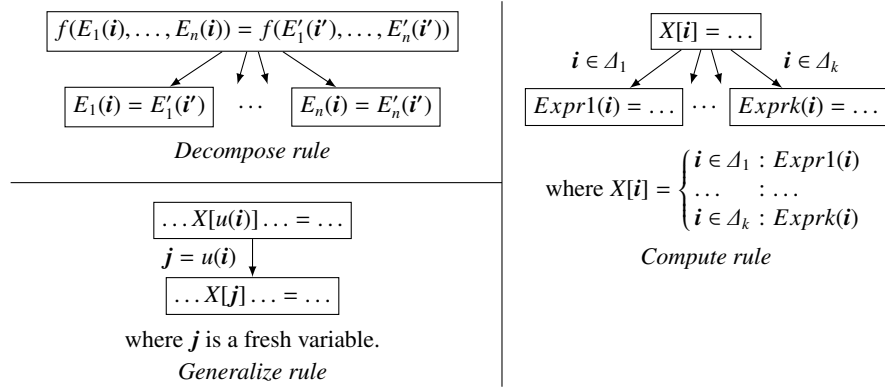 f(E₁(i), . . . , Eₙ(i)) = f(E′₁(i′), . . . , E′ₙ(i′))
E₁(i) = E′₁(i′) ⋯ Eₙ(i) = E′ₙ(i′)
Decompose rule
. . . X[u(i)] . . . = . . .
j = u(i)
. . . X[j] . . . = . . .
where j is a fresh variable.
Generalize rule
X[i] = . . .
i ∈ Δ₁ i ∈ Δₖ
Expr1(i) = . . . ⋯ Exprk(i) = . . .
i ∈ Δ₁ : Expr1(i)
where X[i] = { . . . : . . .
i ∈ Δₖ : Exprk(i)
Compute rule